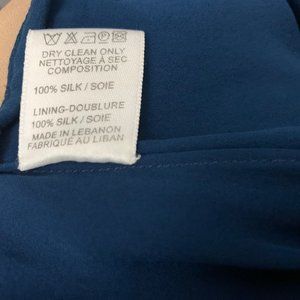 DRY CLEAN ONLY
NETTOYAGE À SEC
COMPOSITION
100% SILK / SOIE
LINING-DOUBLURE
100% SILK / SOIE
MADE IN LEBANON
FABRIQUÉ AU LIBAN